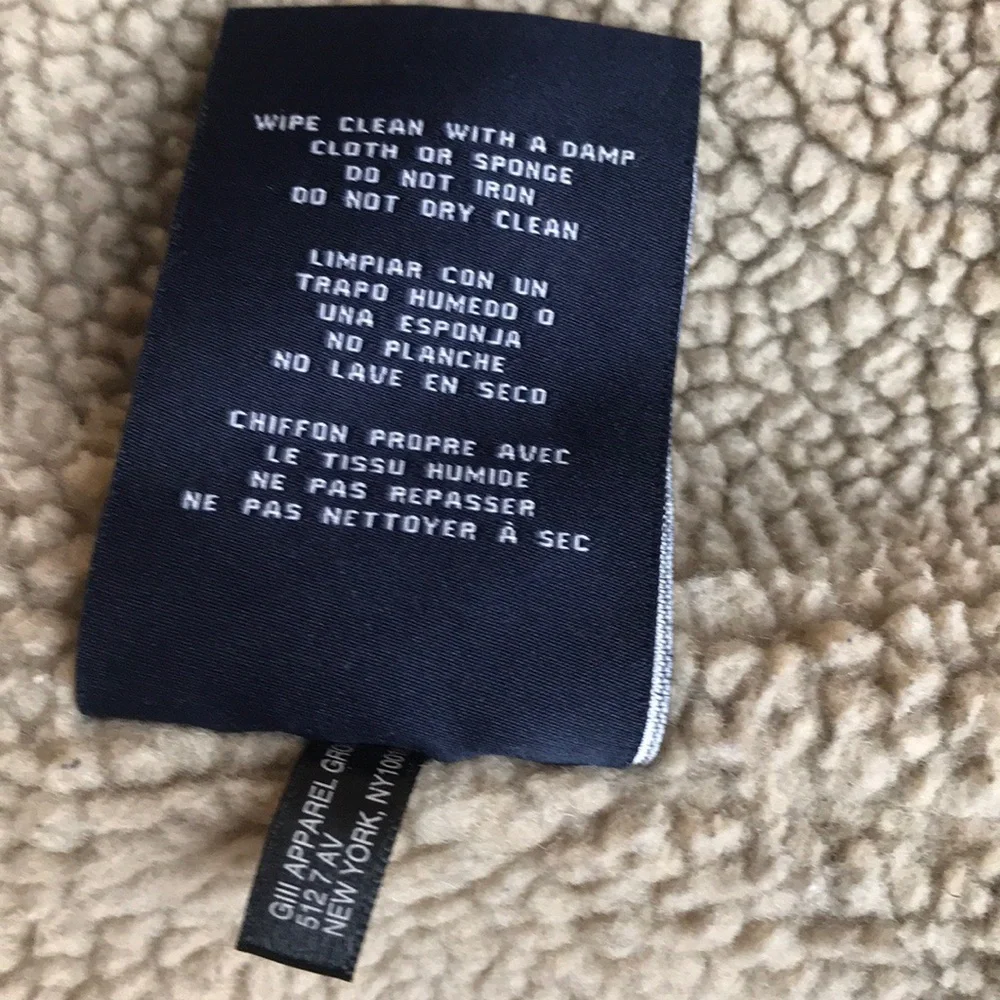 WIPE CLEAN WITH A DAMP
CLOTH OR SPONGE
DO NOT IRON
DO NOT DRY CLEAN
LIMPIAR CON UN
TRAPO HUMEDO O
UNA ESPONJA
NO PLANCHE
NO LAVE EN SECO
CHIFFON PROPRE AVEC
LE TISSU HUMIDE
NE PAS REPASSER
NE PAS NETTOYER À SEC
GIII APPAREL
512 7 AV
NEW YORK,